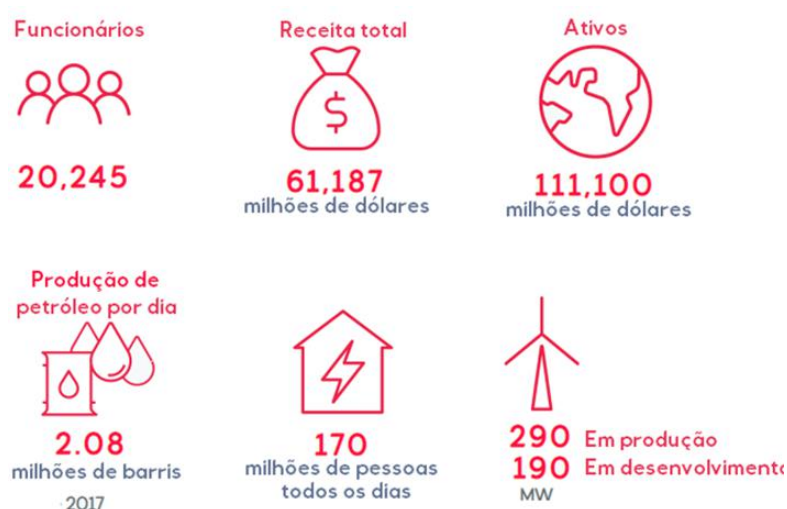 Funcionários
20,245
Receita total
$
61,187
milhões de dólares
Ativos
111,100
milhões de dólares
Produção de
petróleo por dia
2.08
milhões de barris
2017
170
milhões de pessoas
todos os dias
290 Em produção
190 Em desenvolvimento
MW